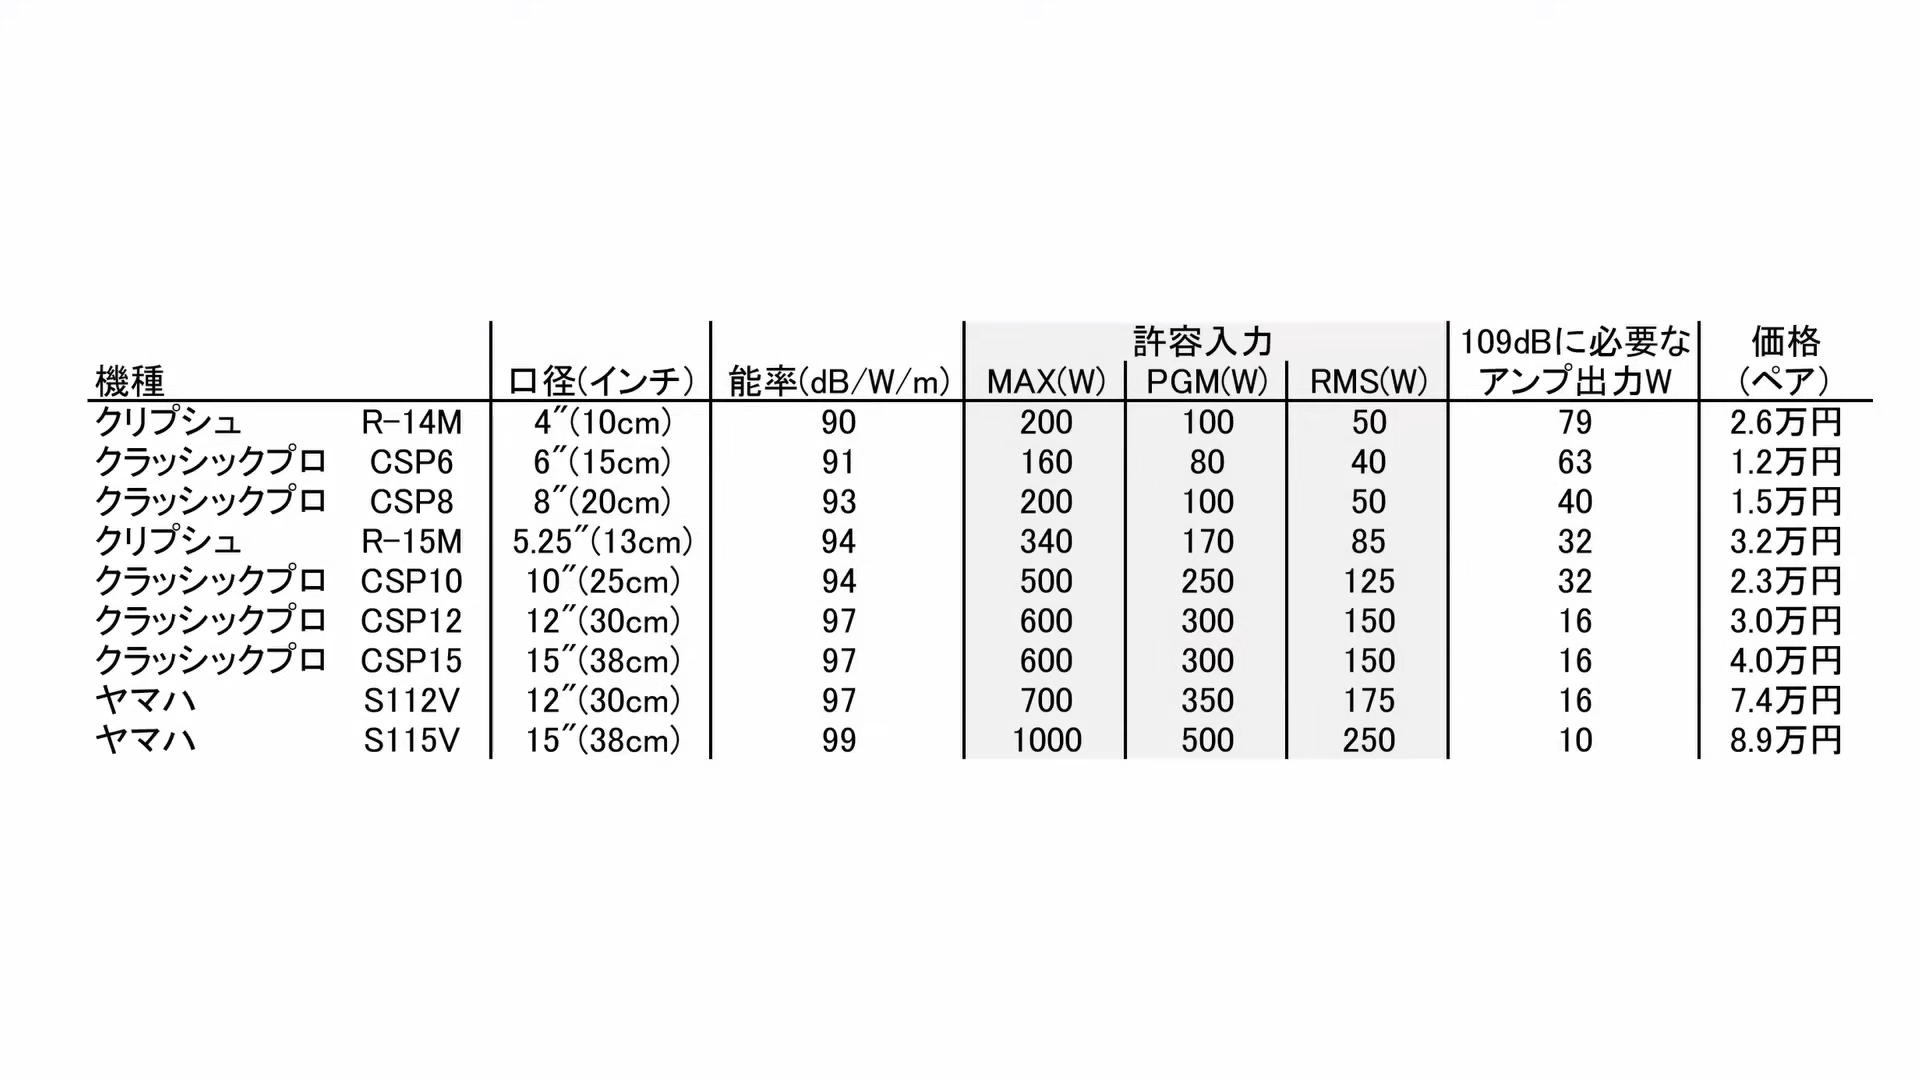 許容入力 109dBに必要な 価格
機種 口径(インチ) 能率(dB/W/m) MAX(W) PGM(W) RMS(W) アンプ出力W (ペア)
クリプシュ R-14M 4″(10cm) 90 200 100 50 79 2.6万円
クラッシックプロ CSP6 6″(15cm) 91 160 80 40 63 1.2万円
クラッシックプロ CSP8 8″(20cm) 93 200 100 50 40 1.5万円
クリプシュ R-15M 5.25″(13cm) 94 340 170 85 32 3.2万円
クラッシックプロ CSP10 10″(25cm) 94 500 250 125 32 2.3万円
クラッシックプロ CSP12 12″(30cm) 97 600 300 150 16 3.0万円
クラッシックプロ CSP15 15″(38cm) 97 600 300 150 16 4.0万円
ヤマハ S112V 12″(30cm) 97 700 350 175 16 7.4万円
ヤマハ S115V 15″(38cm) 99 1000 500 250 10 8.9万円